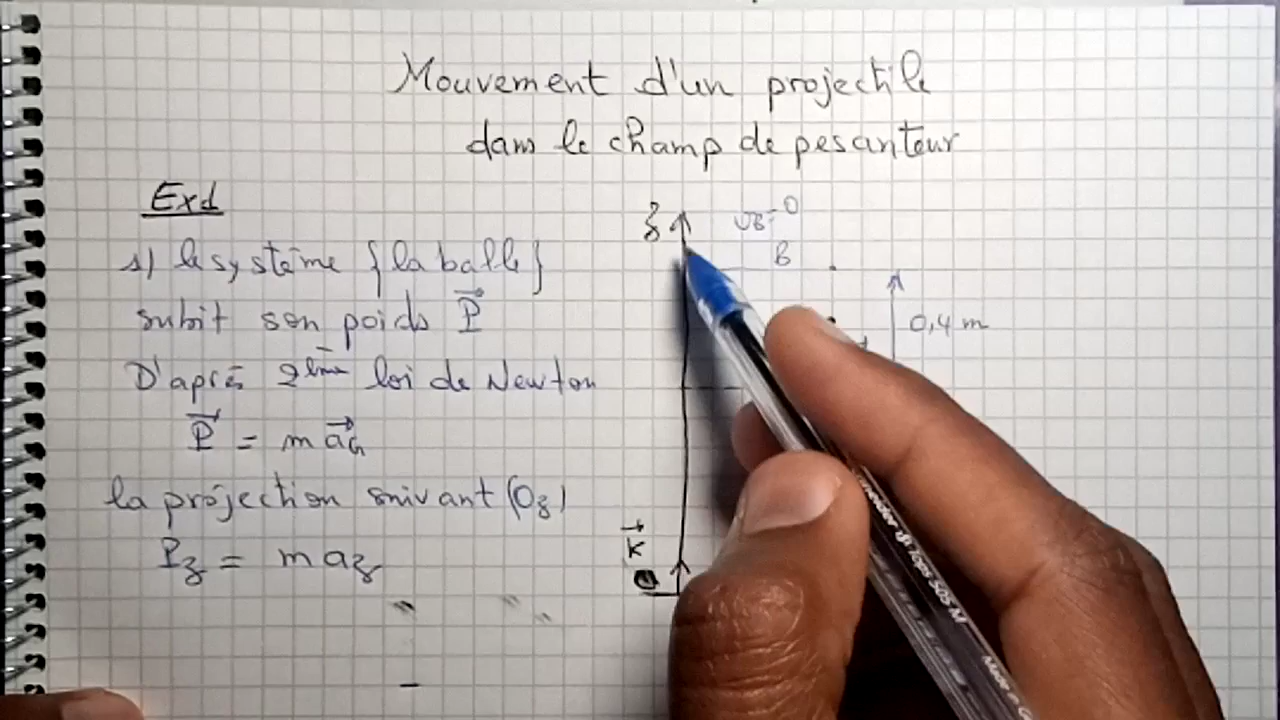 Mouvement d'un projectile
dans le champ de pesanteur
Ex1
1) le système {la balle}
subit son poids P⃗
D'après 2ème loi de Newton
P⃗ = m a⃗G
la projection suivant (Oz)
Pz = m az
z
vz=0
B
0,4 m
k⃗
O